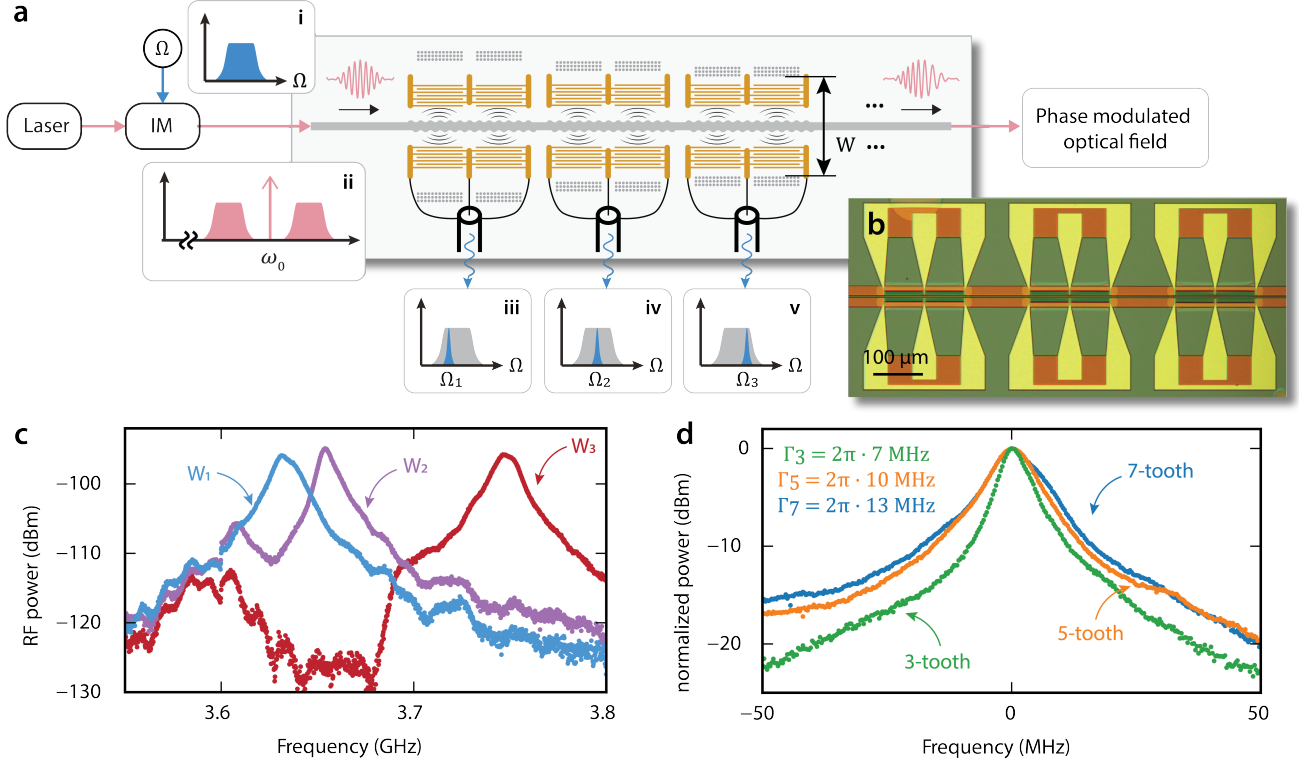 a
i
Ω
Ω
Laser
IM
ii
ω0
W
...
...
Phase modulated
optical field
iii
Ω
Ω1
iv
Ω
Ω2
v
Ω
Ω3
b
100 μm
c
W1
W2
W3
−100
−110
−120
−130
RF power (dBm)
3.6
3.7
3.8
Frequency (GHz)
d
Γ3 = 2π · 7 MHz
Γ5 = 2π · 10 MHz
Γ7 = 2π · 13 MHz
7-tooth
5-tooth
3-tooth
0
−10
−20
normalized power (dBm)
−50
0
50
Frequency (MHz)